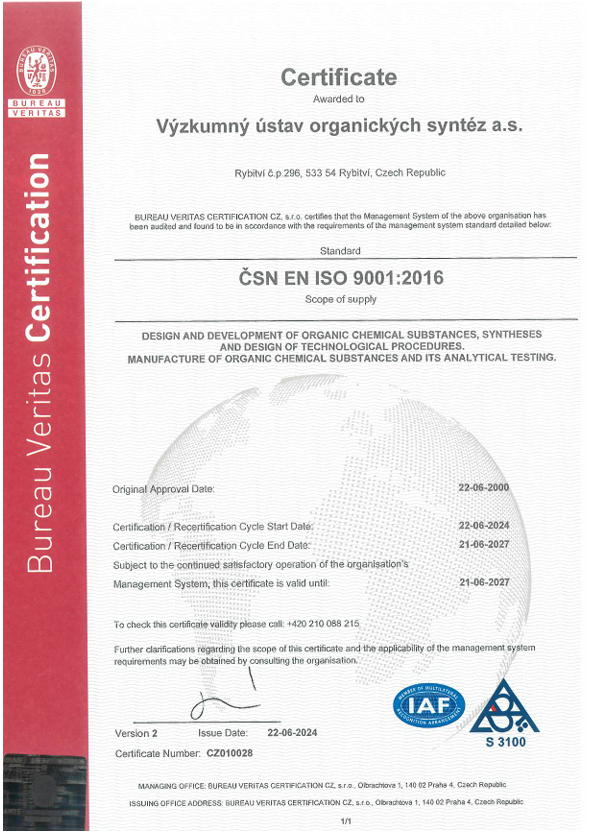 BUREAU VERITAS
1828
BUREAU
VERITAS
Bureau Veritas Certification
Certificate
Awarded to
Výzkumný ústav organických syntéz a.s.
Rybitví č.p.296, 533 54 Rybitví, Czech Republic
BUREAU VERITAS CERTIFICATION CZ, s.r.o. certifies that the Management System of the above organisation has
been audited and found to be in accordance with the requirements of the management system standard detailed below:
Standard
ČSN EN ISO 9001:2016
Scope of supply
DESIGN AND DEVELOPMENT OF ORGANIC CHEMICAL SUBSTANCES, SYNTHESES
AND DESIGN OF TECHNOLOGICAL PROCEDURES.
MANUFACTURE OF ORGANIC CHEMICAL SUBSTANCES AND ITS ANALYTICAL TESTING.
Original Approval Date: 22-06-2000
Certification / Recertification Cycle Start Date: 22-06-2024
Certification / Recertification Cycle End Date: 21-06-2027
Subject to the continued satisfactory operation of the organisation's
Management System, this certificate is valid until: 21-06-2027
To check this certificate validity please call: +420 210 088 215
Further clarifications regarding the scope of this certificate and the applicability of the management system
requirements may be obtained by consulting the organisation.
MEMBER OF MULTILATERAL
IAF
RECOGNITION ARRANGEMENT
S 3100
Version 2 Issue Date: 22-06-2024
Certificate Number: CZ010028
MANAGING OFFICE: BUREAU VERITAS CERTIFICATION CZ, s.r.o., Olbrachtova 1, 140 02 Praha 4, Czech Republic
ISSUING OFFICE ADDRESS: BUREAU VERITAS CERTIFICATION CZ, s.r.o., Olbrachtova 1, 140 02 Praha 4, Czech Republic
1/1